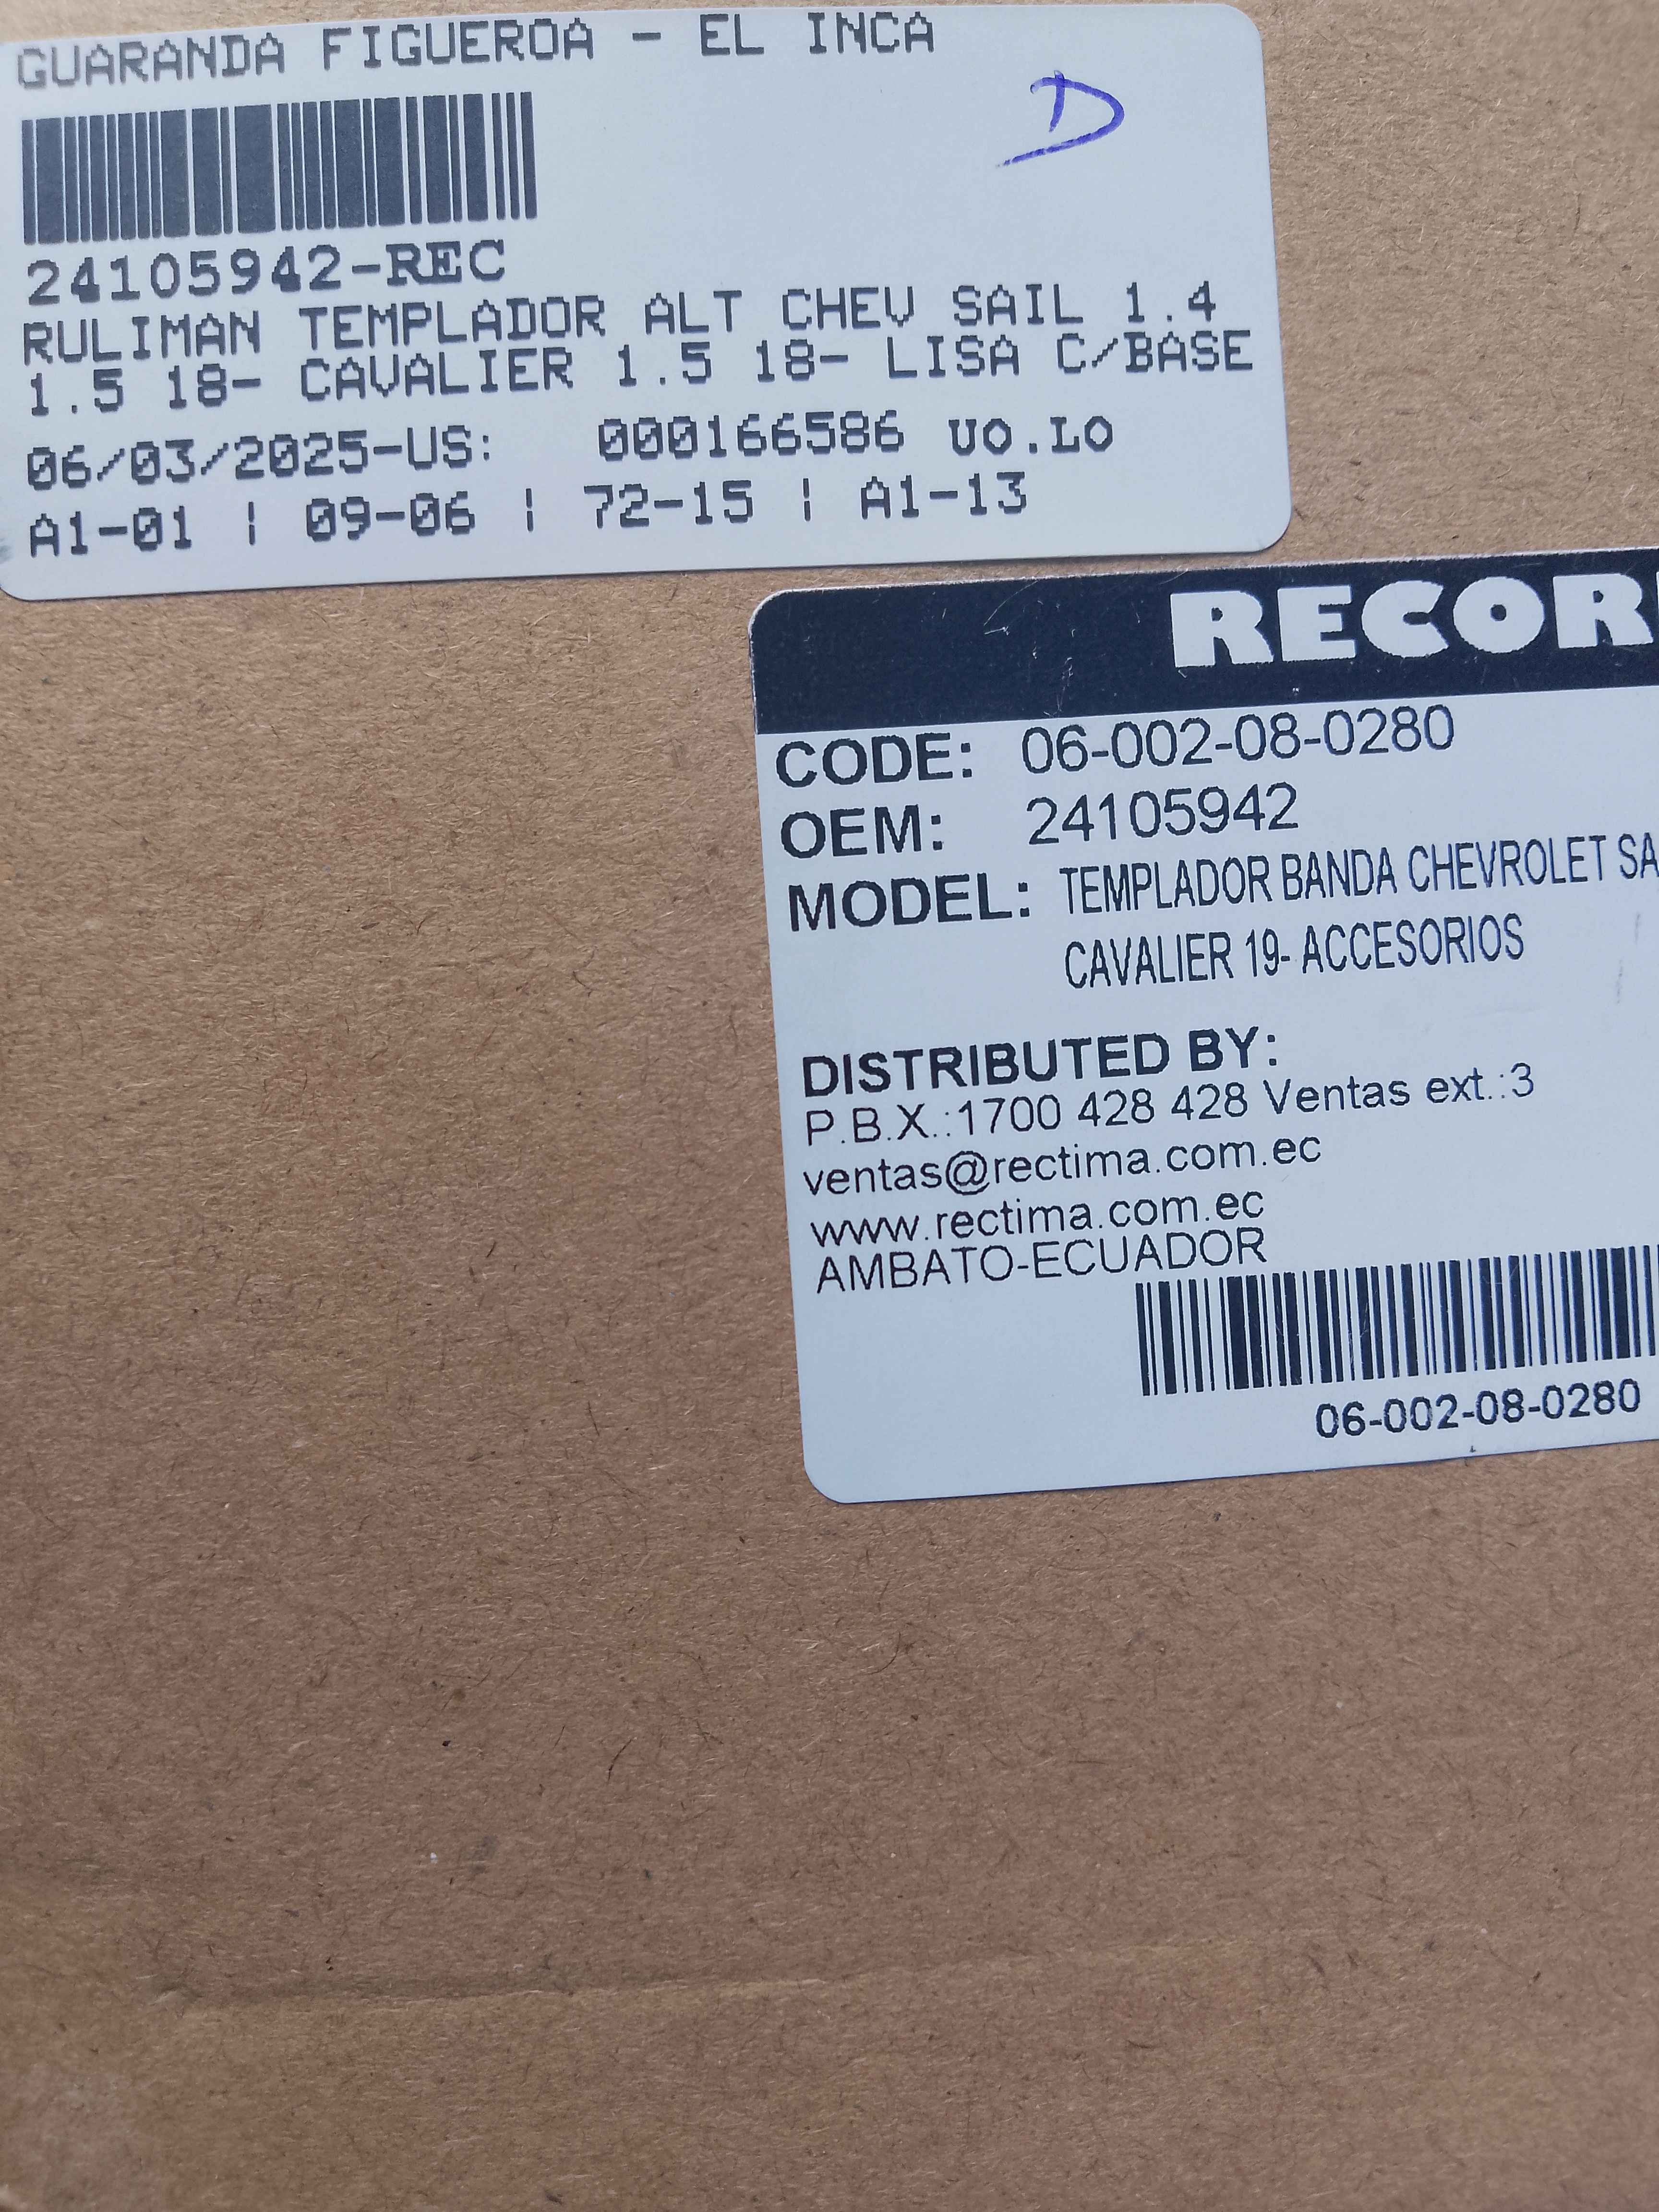 GUARANDA FIGUEROA - EL INCA
D
24105942-REC
RULIMAN TEMPLADOR ALT CHEV SAIL 1.4
1.5 18- CAVALIER 1.5 18- LISA C/BASE
06/03/2025-US: 000166586 UO.LO
A1-01 | 09-06 | 72-15 | A1-13
RECOR
CODE: 06-002-08-0280
OEM: 24105942
MODEL: TEMPLADOR BANDA CHEVROLET SA
CAVALIER 19- ACCESORIOS
DISTRIBUTED BY:
P.B.X.:1700 428 428 Ventas ext.:3
ventas@rectima.com.ec
www.rectima.com.ec
AMBATO-ECUADOR
06-002-08-0280